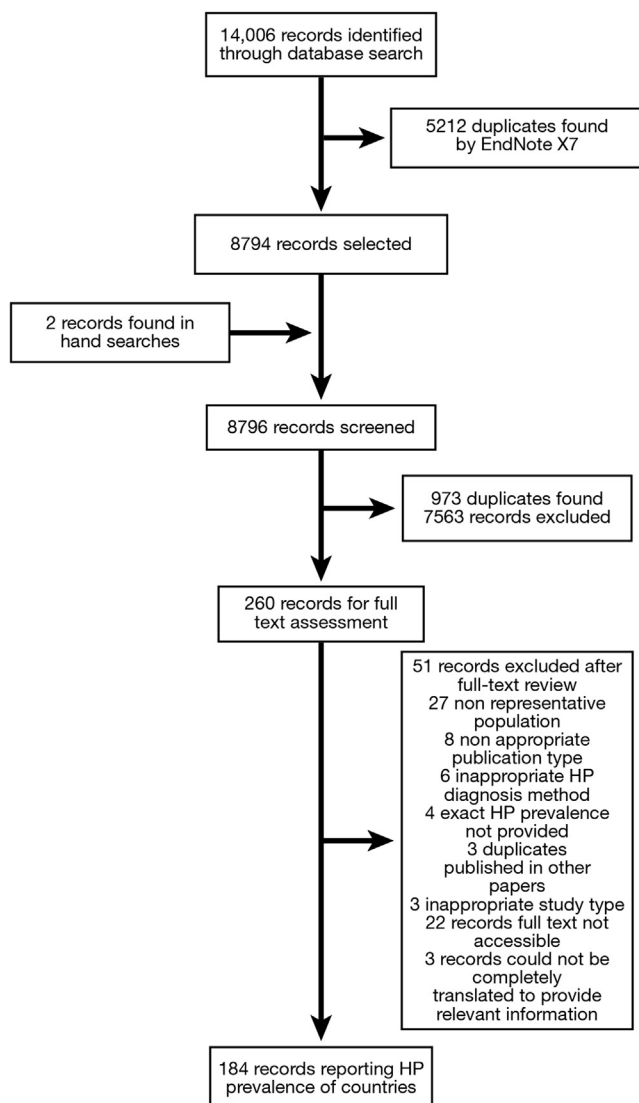 14,006 records identified
through database search
5212 duplicates found
by EndNote X7
8794 records selected
2 records found in
hand searches
8796 records screened
973 duplicates found
7563 records excluded
260 records for full
text assessment
51 records excluded after
full-text review
27 non representative
population
8 non appropriate
publication type
6 inappropriate HP
diagnosis method
4 exact HP prevalence
not provided
3 duplicates
published in other
papers
3 inappropriate study type
22 records full text not
accessible
3 records could not be
completely
translated to provide
relevant information
184 records reporting HP
prevalence of countries